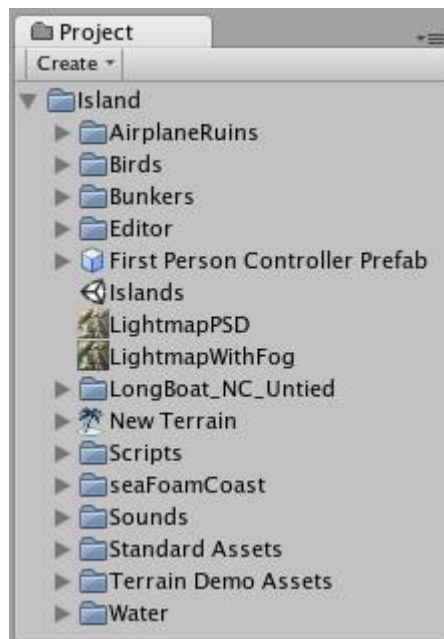 Project
Create
Island
AirplaneRuins
Birds
Bunkers
Editor
First Person Controller Prefab
Islands
LightmapPSD
LightmapWithFog
LongBoat_NC_Untied
New Terrain
Scripts
seaFoamCoast
Sounds
Standard Assets
Terrain Demo Assets
Water